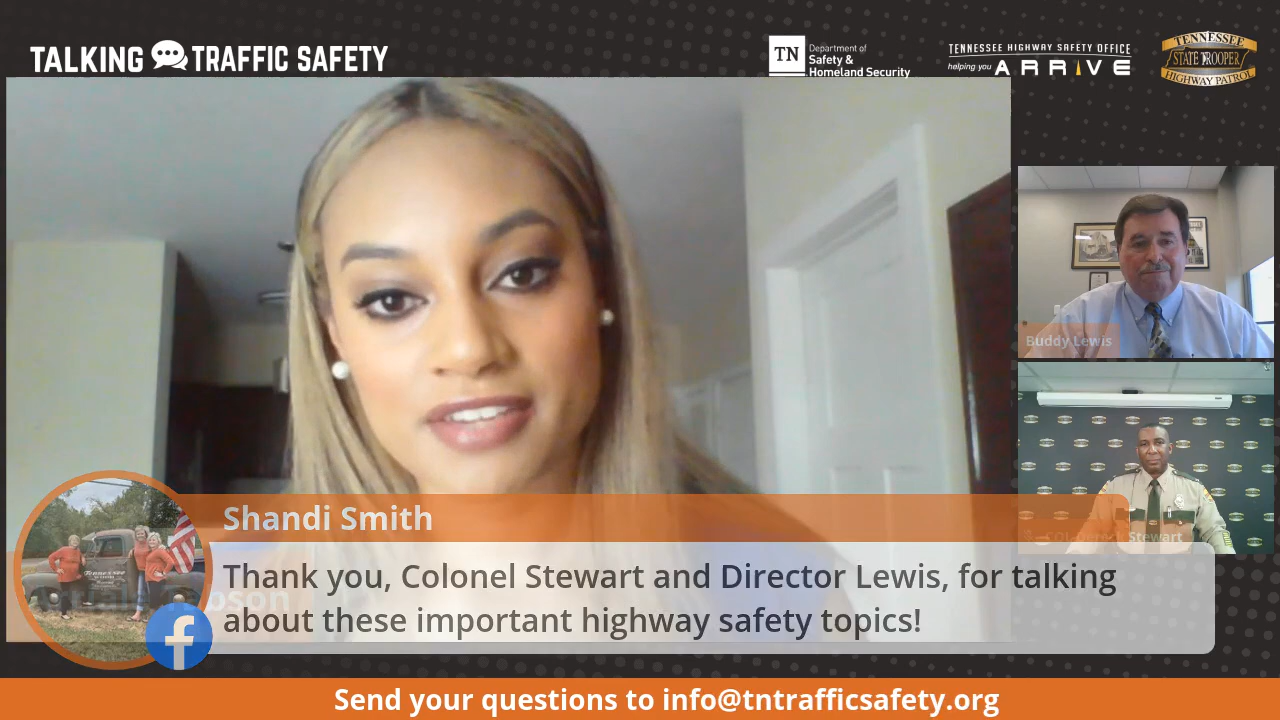 TALKING TRAFFIC SAFETY
TN
Department of
Safety &
Homeland Security
TENNESSEE HIGHWAY SAFETY OFFICE
helping you ARRIVE
TENNESSEE
STATE TROOPER
HIGHWAY PATROL
Buddy Lewis
Stewart
Shandi Smith
Thank you, Colonel Stewart and Director Lewis, for talking
about these important highway safety topics!
Send your questions to info@tntrafficsafety.org